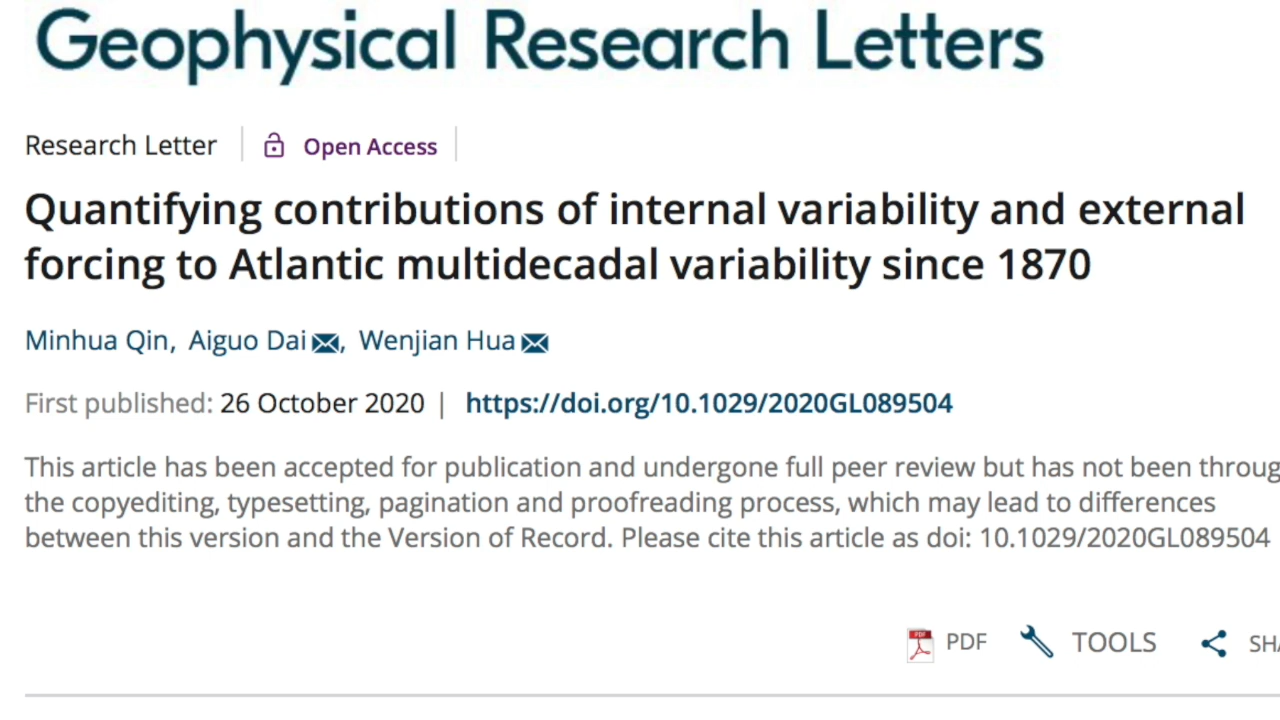 Geophysical Research Letters
Research Letter | Open Access |
Quantifying contributions of internal variability and external
forcing to Atlantic multidecadal variability since 1870
Minhua Qin, Aiguo Dai, Wenjian Hua
First published: 26 October 2020 | https://doi.org/10.1029/2020GL089504
This article has been accepted for publication and undergone full peer review but has not been throug
the copyediting, typesetting, pagination and proofreading process, which may lead to differences
between this version and the Version of Record. Please cite this article as doi: 10.1029/2020GL089504
PDF TOOLS SHA